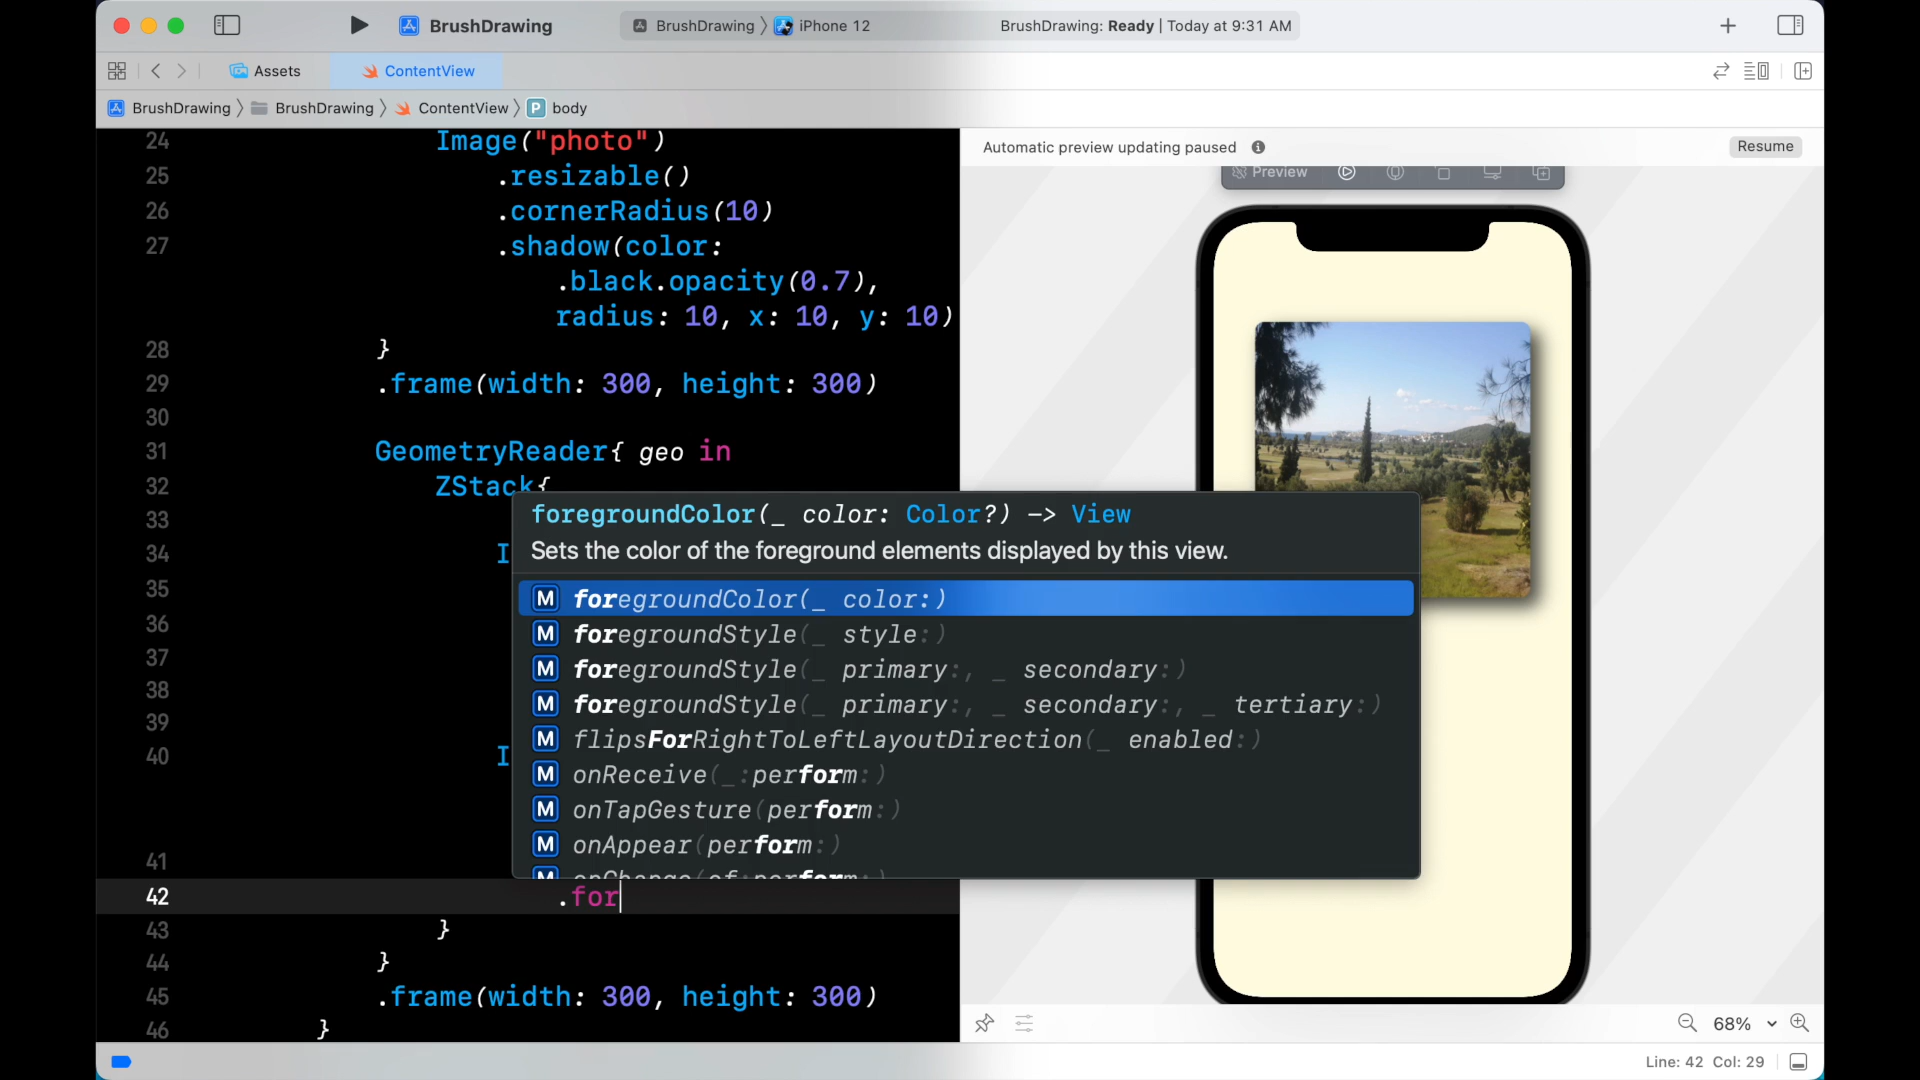 BrushDrawing
BrushDrawing 〉 iPhone 12
BrushDrawing: Ready | Today at 9:31 AM
Assets
ContentView
BrushDrawing 〉 BrushDrawing 〉 ContentView 〉 P body
24 Image("photo")
25 .resizable()
26 .cornerRadius(10)
27 .shadow(color:
.black.opacity(0.7),
radius: 10, x: 10, y: 10)
28 }
29 .frame(width: 300, height: 300)
30
31 GeometryReader{ geo in
32 ZStack{
33
34 I
35
36
37
38
39
40 I
41
42 .for
43 }
44 }
45 .frame(width: 300, height: 300)
46 }
foregroundColor(_ color: Color?) -> View
Sets the color of the foreground elements displayed by this view.
M foregroundColor(_ color:)
M foregroundStyle(_ style:)
M foregroundStyle(_ primary:, _ secondary:)
M foregroundStyle(_ primary:, _ secondary:, _ tertiary:)
M flipsForRightToLeftLayoutDirection(_ enabled:)
M onReceive(_:perform:)
M onTapGesture(perform:)
M onAppear(perform:)
M onChange(of:perform:)
Automatic preview updating paused
Resume
Preview
68%
Line: 42 Col: 29